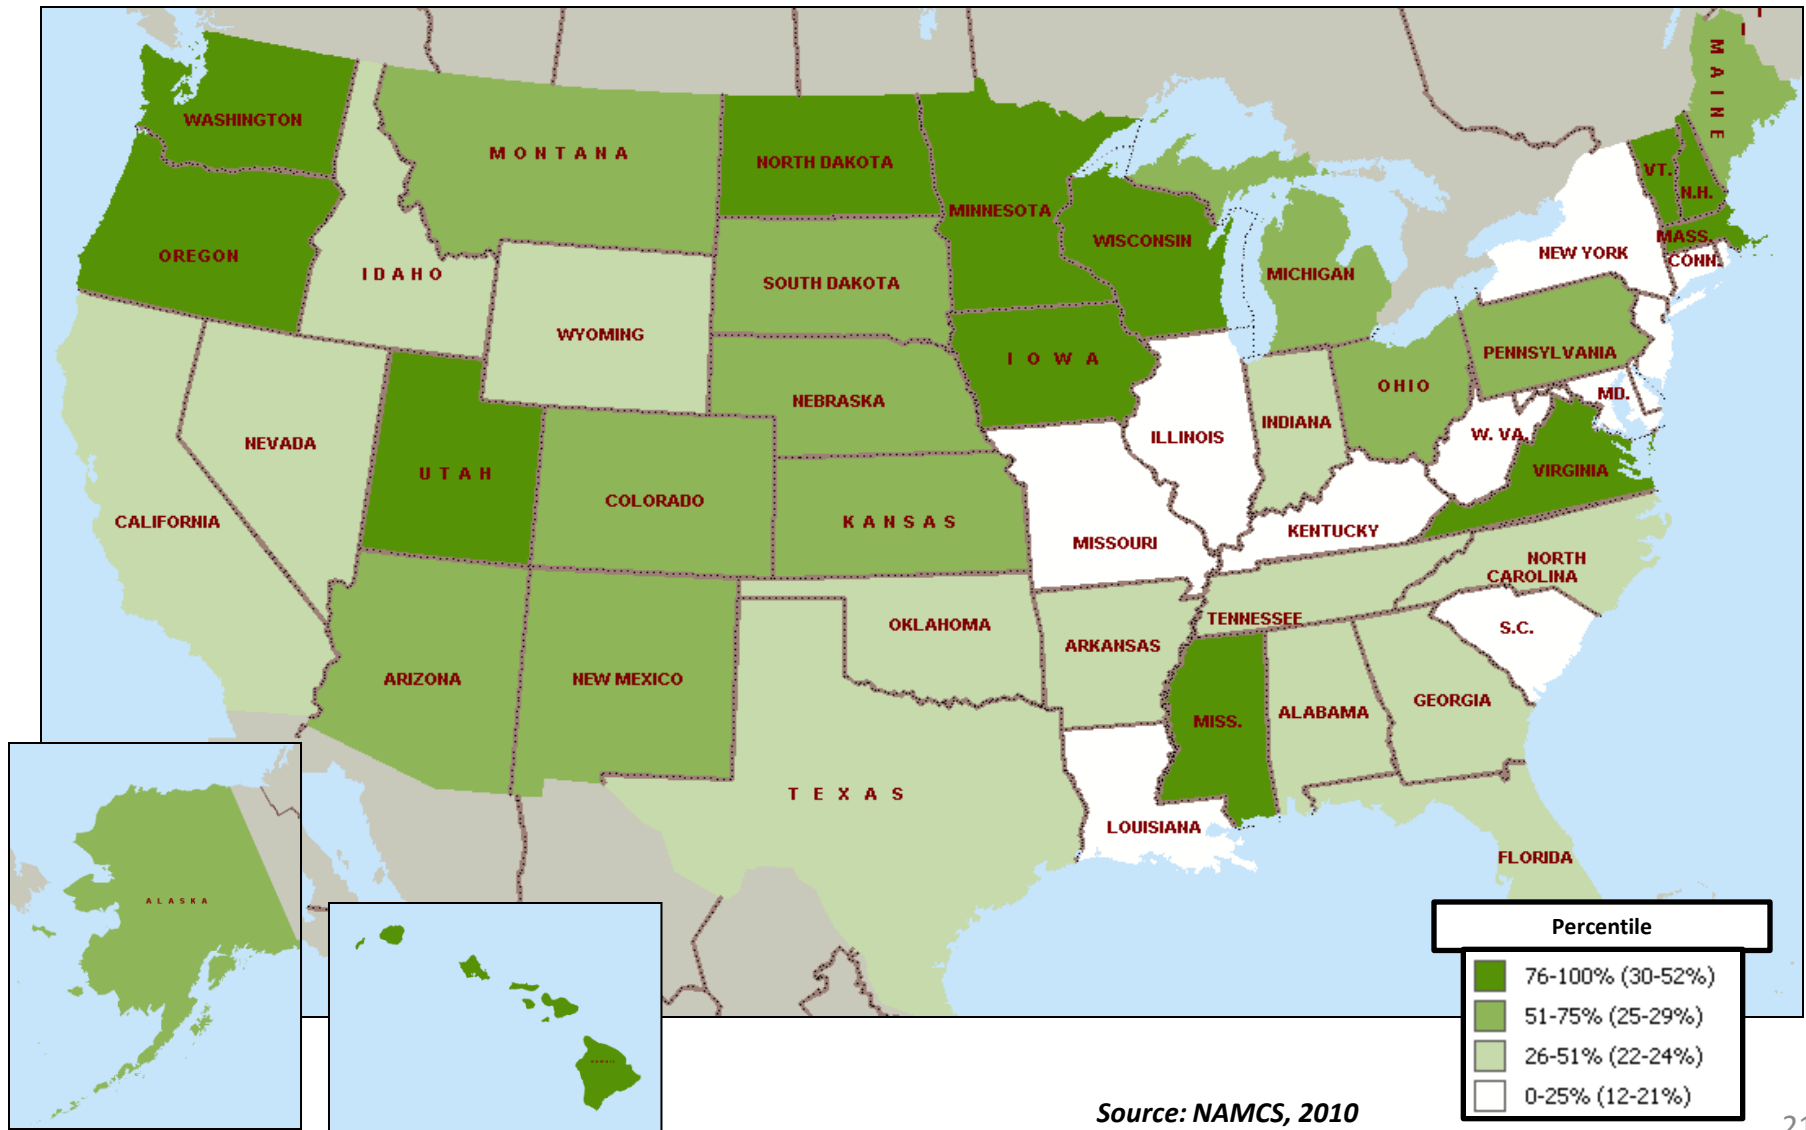 MAINE
WASHINGTON
MONTANA
NORTH DAKOTA
MINNESOTA
VT.
N.H.
MASS.
CONN.
NEW YORK
OREGON
IDAHO
WISCONSIN
MICHIGAN
SOUTH DAKOTA
WYOMING
IOWA
PENNSYLVANIA
OHIO
MD.
NEBRASKA
NEVADA
UTAH
ILLINOIS
INDIANA
W. VA.
VIRGINIA
COLORADO
KANSAS
CALIFORNIA
MISSOURI
KENTUCKY
NORTH
CAROLINA
TENNESSEE
OKLAHOMA
ARKANSAS
S.C.
ARIZONA
NEW MEXICO
MISS.
ALABAMA
GEORGIA
TEXAS
LOUISIANA
FLORIDA
ALASKA
HAWAII
Percentile
76-100% (30-52%)
51-75% (25-29%)
26-51% (22-24%)
0-25% (12-21%)
Source: NAMCS, 2010
21